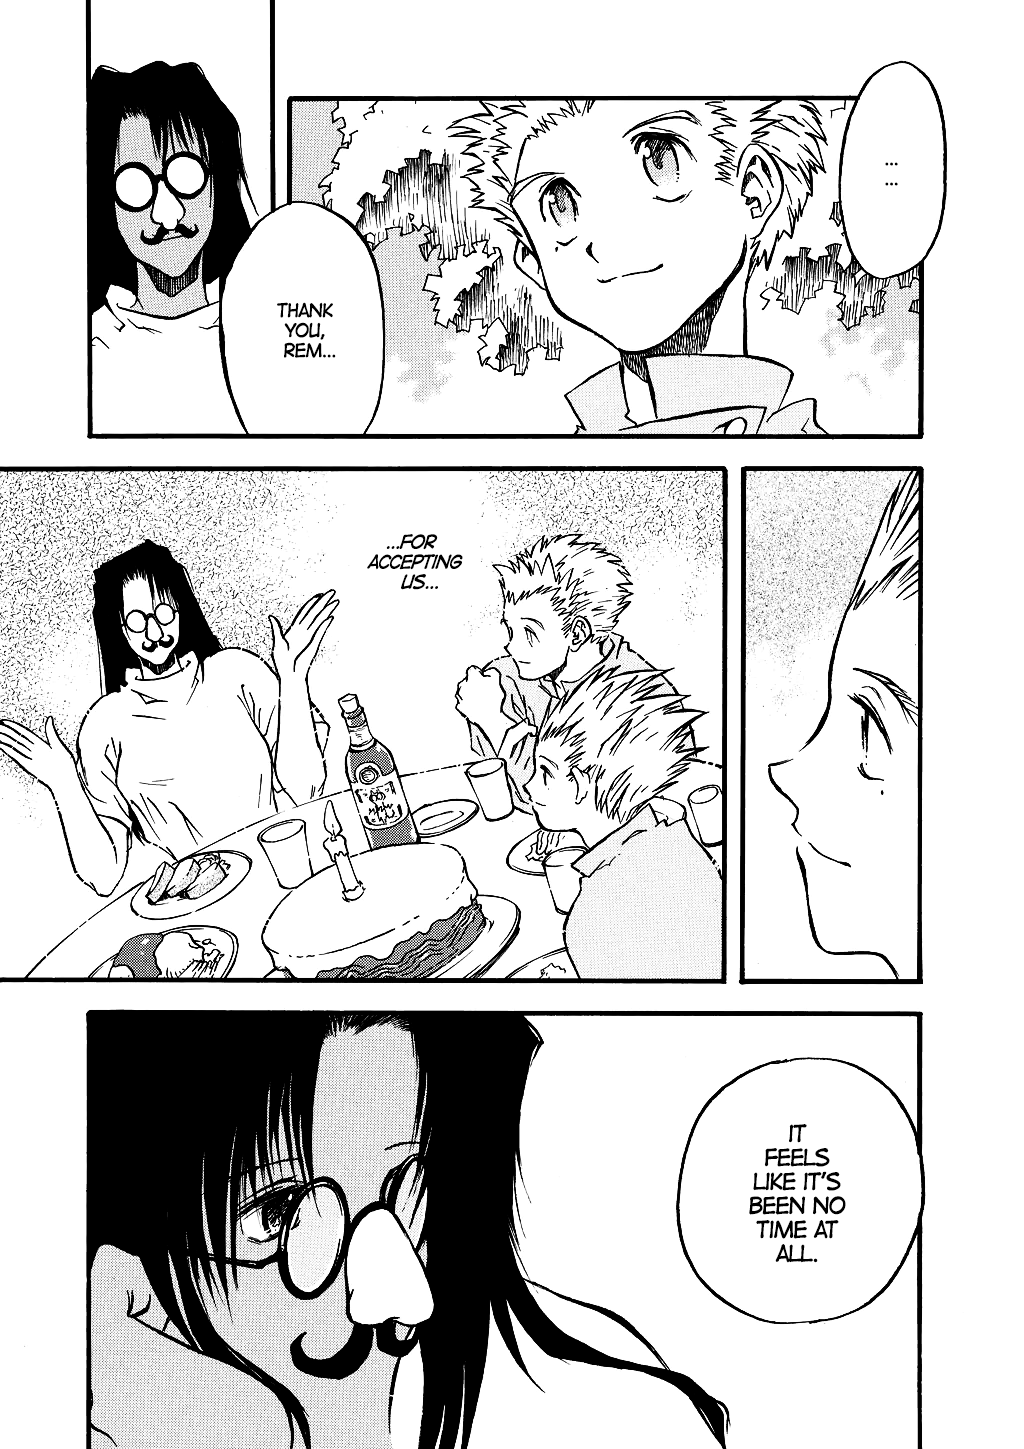 ...
...
THANK
YOU,
REM...
...FOR
ACCEPTING
US...
IT
FEELS
LIKE IT'S
BEEN NO
TIME AT
ALL.